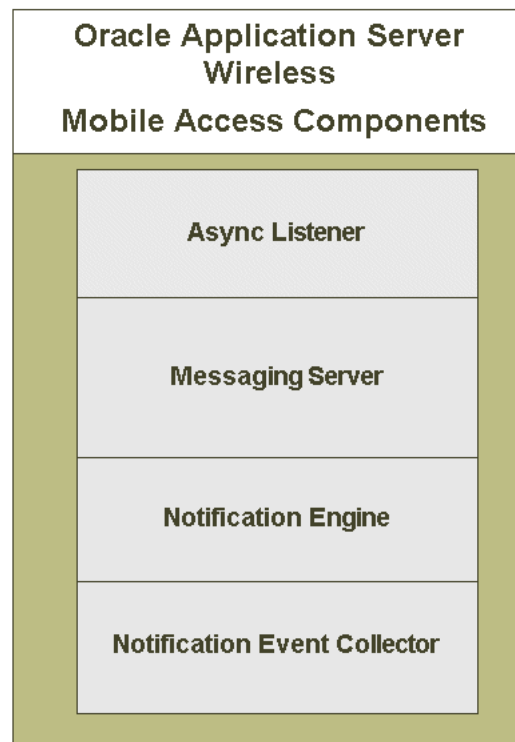 Oracle Application Server
Wireless
Mobile Access Components
Async Listener
Messaging Server
Notification Engine
Notification Event Collector